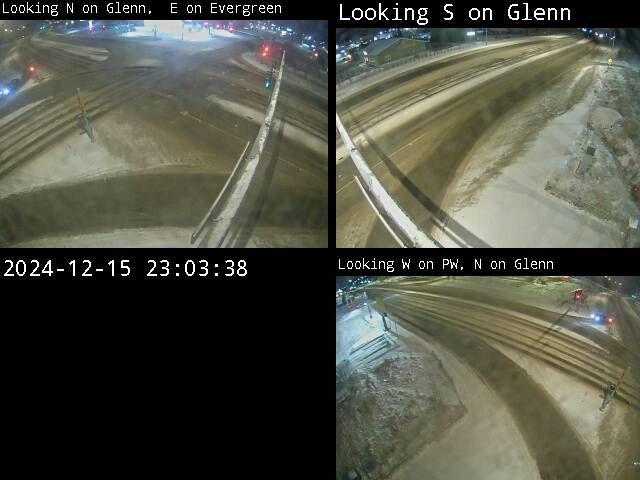 Looking N on Glenn,  E on Evergreen
Looking S on Glenn
2024-12-15 23:03:38
Looking W on PW, N on Glenn